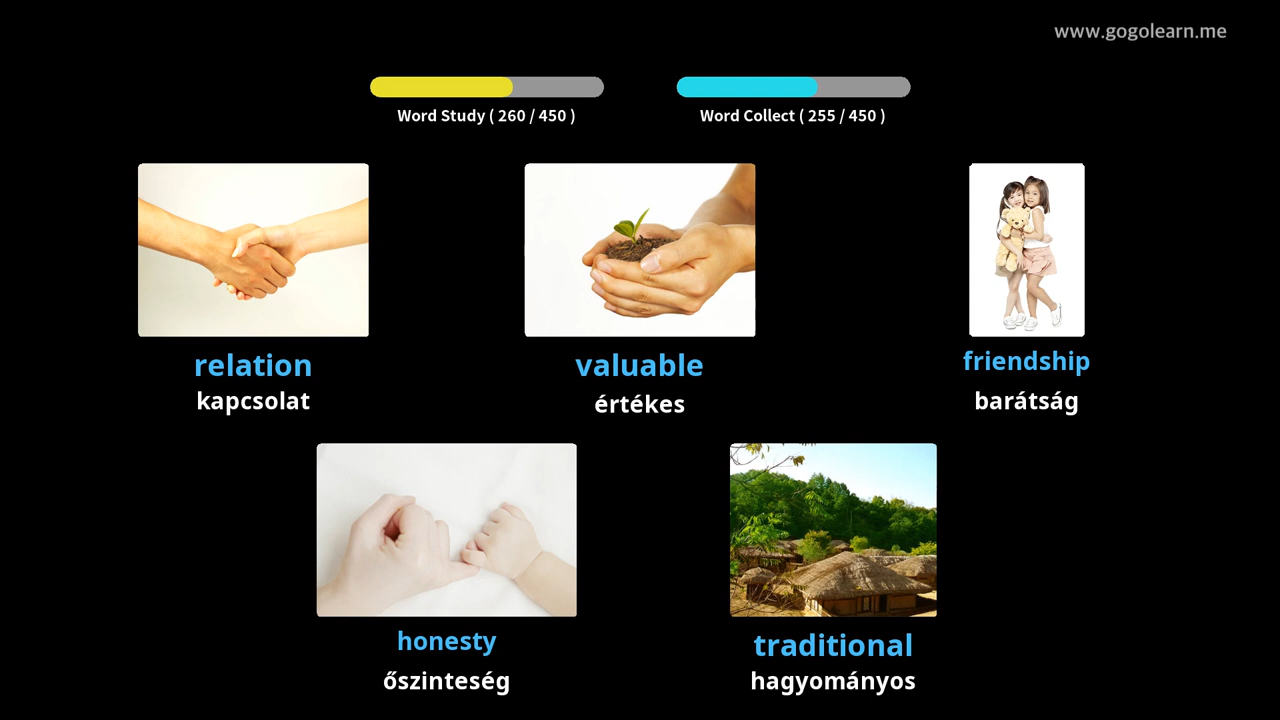 www.gogolearn.me
Word Study ( 260 / 450 )
Word Collect ( 255 / 450 )
relation
kapcsolat
valuable
értékes
friendship
barátság
honesty
őszinteség
traditional
hagyományos